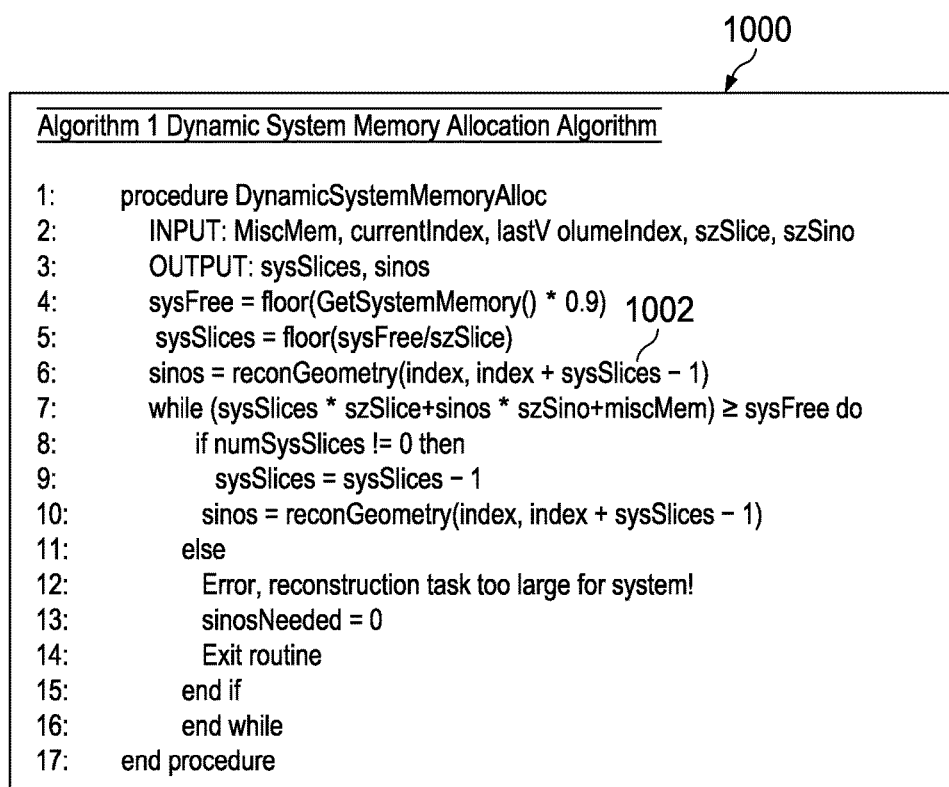 1000
Algorithm 1 Dynamic System Memory Allocation Algorithm
1: procedure DynamicSystemMemoryAlloc
2: INPUT: MiscMem, currentIndex, lastV olumeIndex, szSlice, szSino
3: OUTPUT: sysSlices, sinos
4: sysFree = floor(GetSystemMemory() * 0.9)
1002
5: sysSlices = floor(sysFree/szSlice)
6: sinos = reconGeometry(index, index + sysSlices − 1)
7: while (sysSlices * szSlice+sinos * szSino+miscMem) ≥ sysFree do
8: if numSysSlices != 0 then
9: sysSlices = sysSlices − 1
10: sinos = reconGeometry(index, index + sysSlices − 1)
11: else
12: Error, reconstruction task too large for system!
13: sinosNeeded = 0
14: Exit routine
15: end if
16: end while
17: end procedure